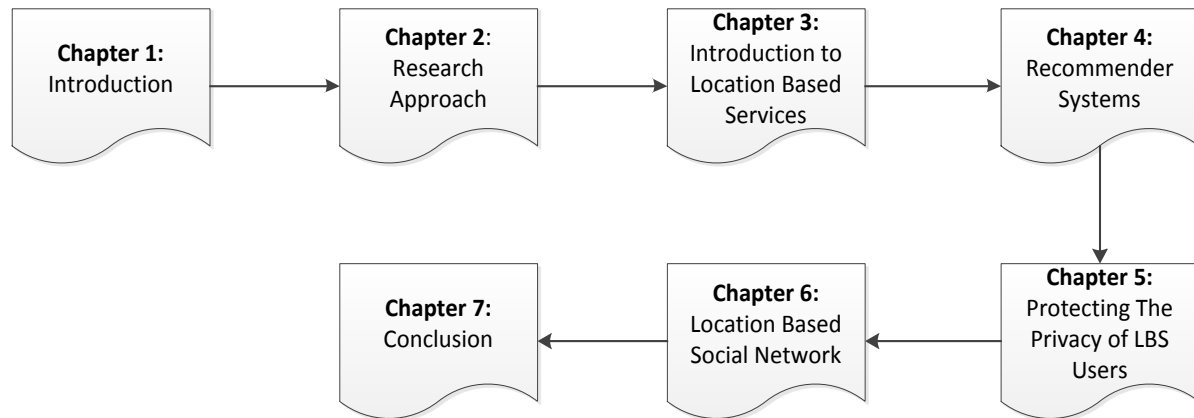 Chapter 1:
Introduction
Chapter 2:
Research
Approach
Chapter 3:
Introduction to
Location Based
Services
Chapter 4:
Recommender
Systems
Chapter 5:
Protecting The
Privacy of LBS
Users
Chapter 6:
Location Based
Social Network
Chapter 7:
Conclusion